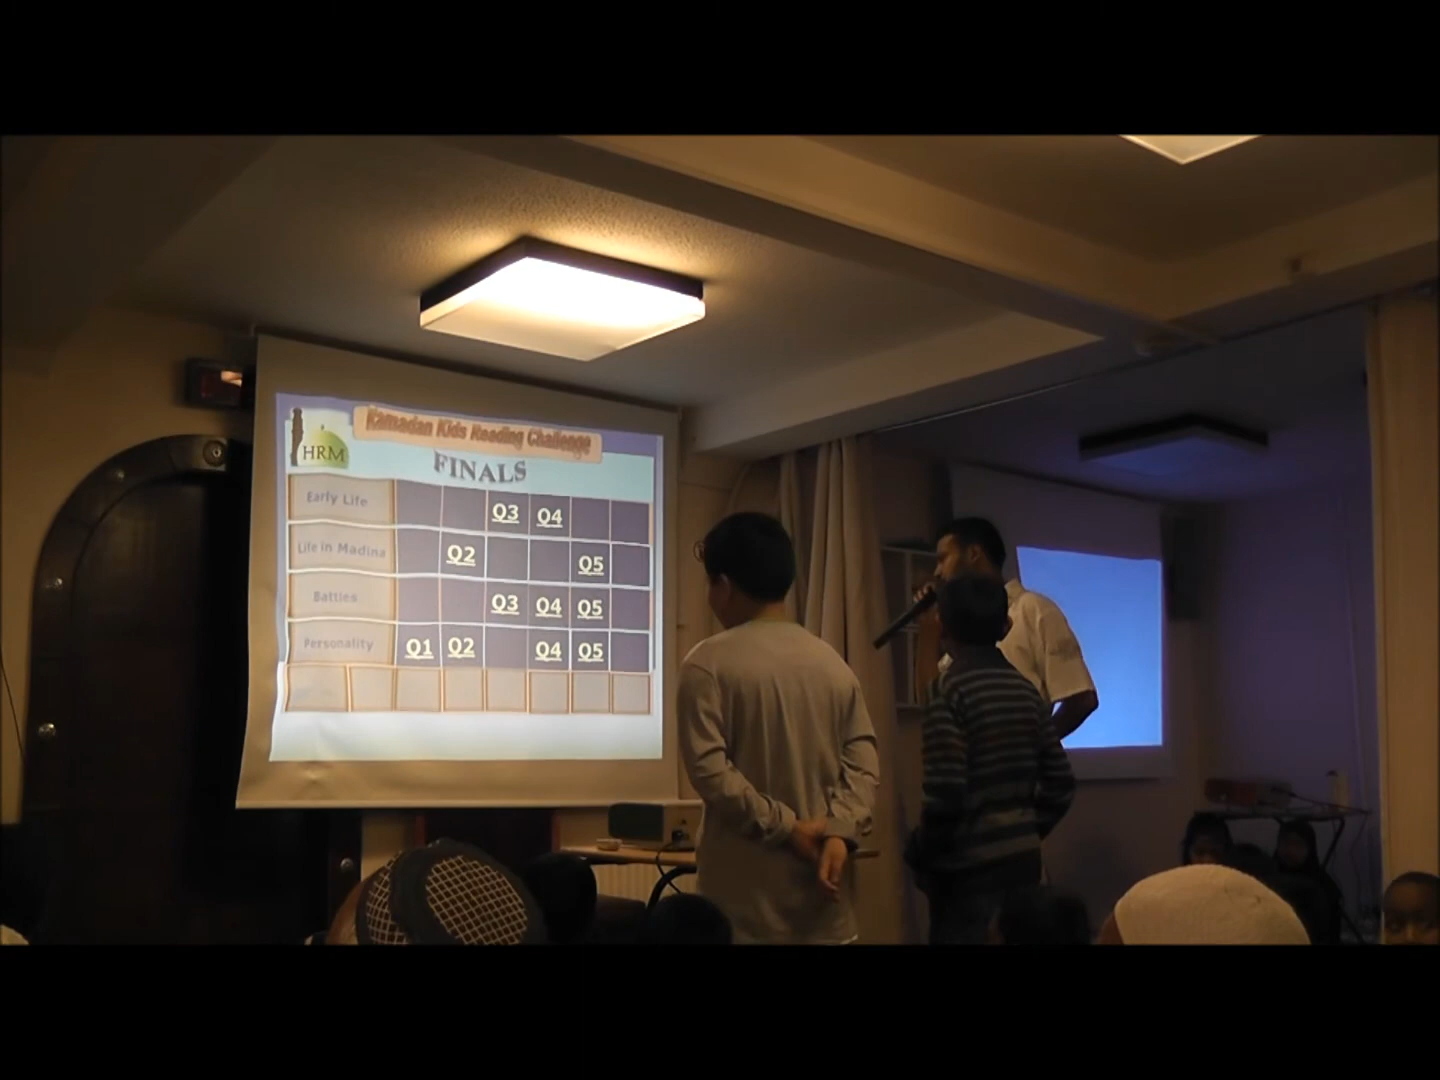 Ramadan Kids Reading Challenge
HRM
FINALS
Early Life Q3 Q4
Life in Madina Q2 Q5
Battles Q3 Q4 Q5
Personality Q1 Q2 Q4 Q5